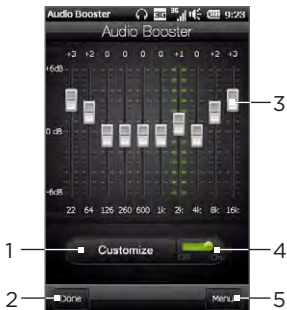 Audio Booster 9:23
Audio Booster
+3 +2 0 0 0 0 +1 0 +2 +3
+6dB
3
0 dB
-6dB
22 64 126 260 600 1k 2k 4k 8k 16k
1 Customize Off On 4
2 Done Menu 5